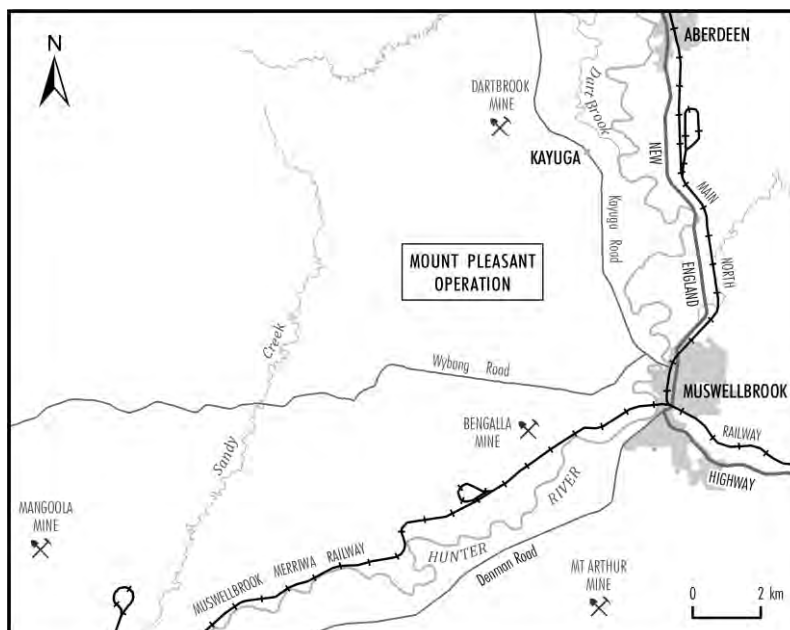 N
ABERDEEN
DARTBROOK
MINE
Dart Brook
KAYUGA
NEW
MAIN
Kayuga Road
MOUNT PLEASANT
OPERATION
ENGLAND
NORTH
Creek
Wybong Road
MUSWELLBROOK
BENGALLA
MINE
RAILWAY
Sandy
RIVER
HIGHWAY
MANGOOLA
MINE
HUNTER
MUSWELLBROOK MERRIWA RAILWAY
Denman Road
MT ARTHUR
MINE
0 2 km